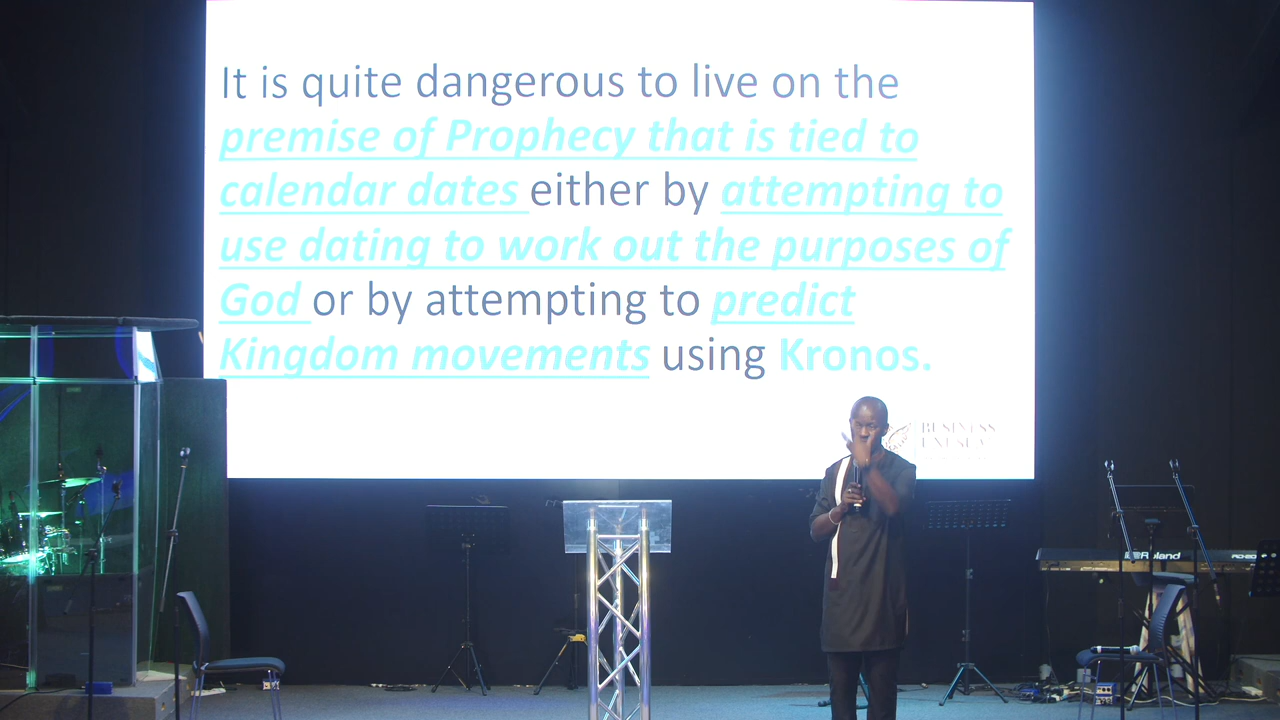 It is quite dangerous to live on the
premise of Prophecy that is tied to
calendar dates either by attempting to
use dating to work out the purposes of
God or by attempting to predict
Kingdom movements using Kronos.
BUSINESS
Roland